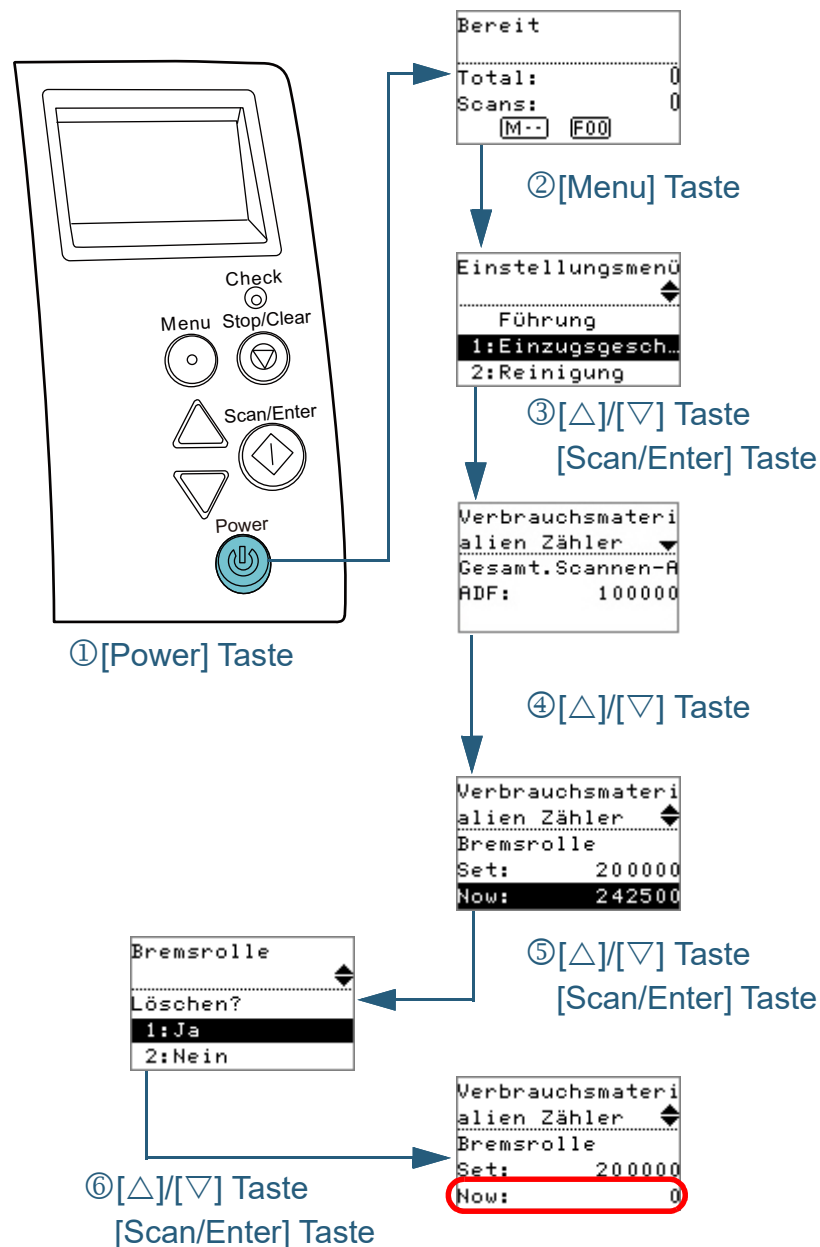 Check
Menu
Stop/Clear
Scan/Enter
Power
①[Power] Taste
Bereit
Total: 0
Scans: 0
M-- F00
②[Menu] Taste
Einstellungsmenü
Führung
1:Einzugsgesch…
2:Reinigung
③[△]/[▽] Taste
[Scan/Enter] Taste
Verbrauchsmateri
alien Zähler
Gesamt.Scannen-A
ADF: 100000
④[△]/[▽] Taste
Verbrauchsmateri
alien Zähler
Bremsrolle
Set: 200000
Now: 242500
⑤[△]/[▽] Taste
[Scan/Enter] Taste
Bremsrolle
Löschen?
1:Ja
2:Nein
⑥[△]/[▽] Taste
[Scan/Enter] Taste
Verbrauchsmateri
alien Zähler
Bremsrolle
Set: 200000
Now: 0